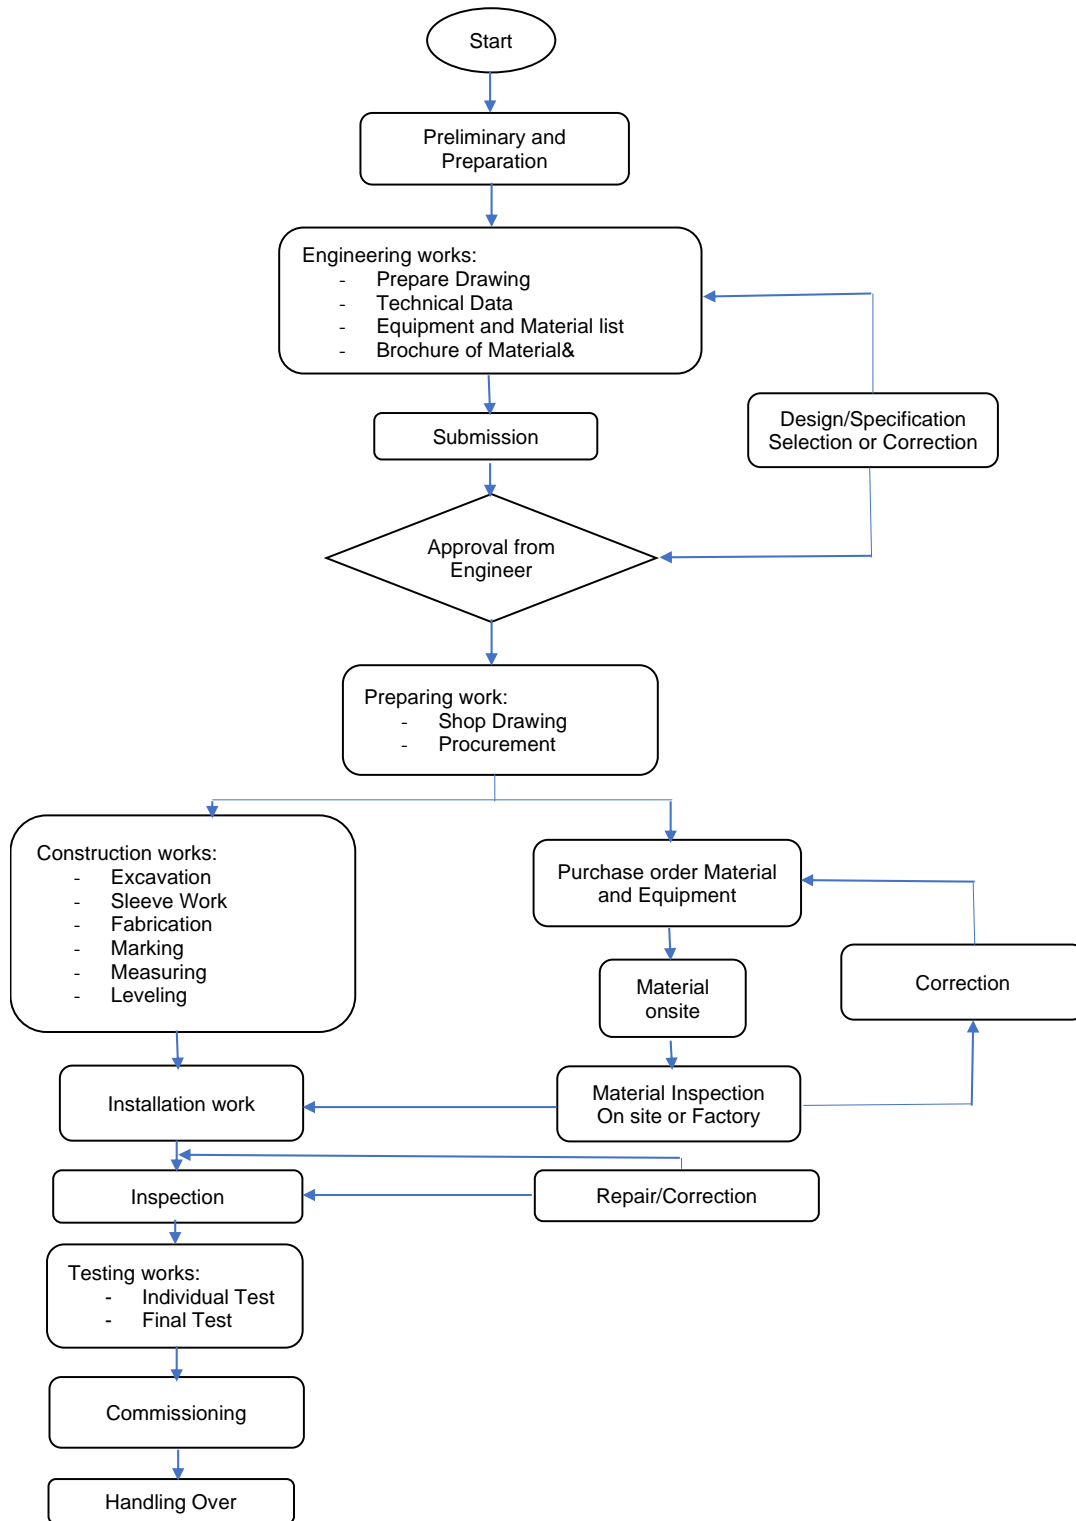 Start
Preliminary and
Preparation
Engineering works:
- Prepare Drawing
- Technical Data
- Equipment and Material list
- Brochure of Material&
Submission
Design/Specification
Selection or Correction
Approval from
Engineer
Preparing work:
- Shop Drawing
- Procurement
Construction works:
- Excavation
- Sleeve Work
- Fabrication
- Marking
- Measuring
- Leveling
Purchase order Material
and Equipment
Material
onsite
Correction
Installation work
Material Inspection
On site or Factory
Inspection
Repair/Correction
Testing works:
- Individual Test
- Final Test
Commissioning
Handling Over